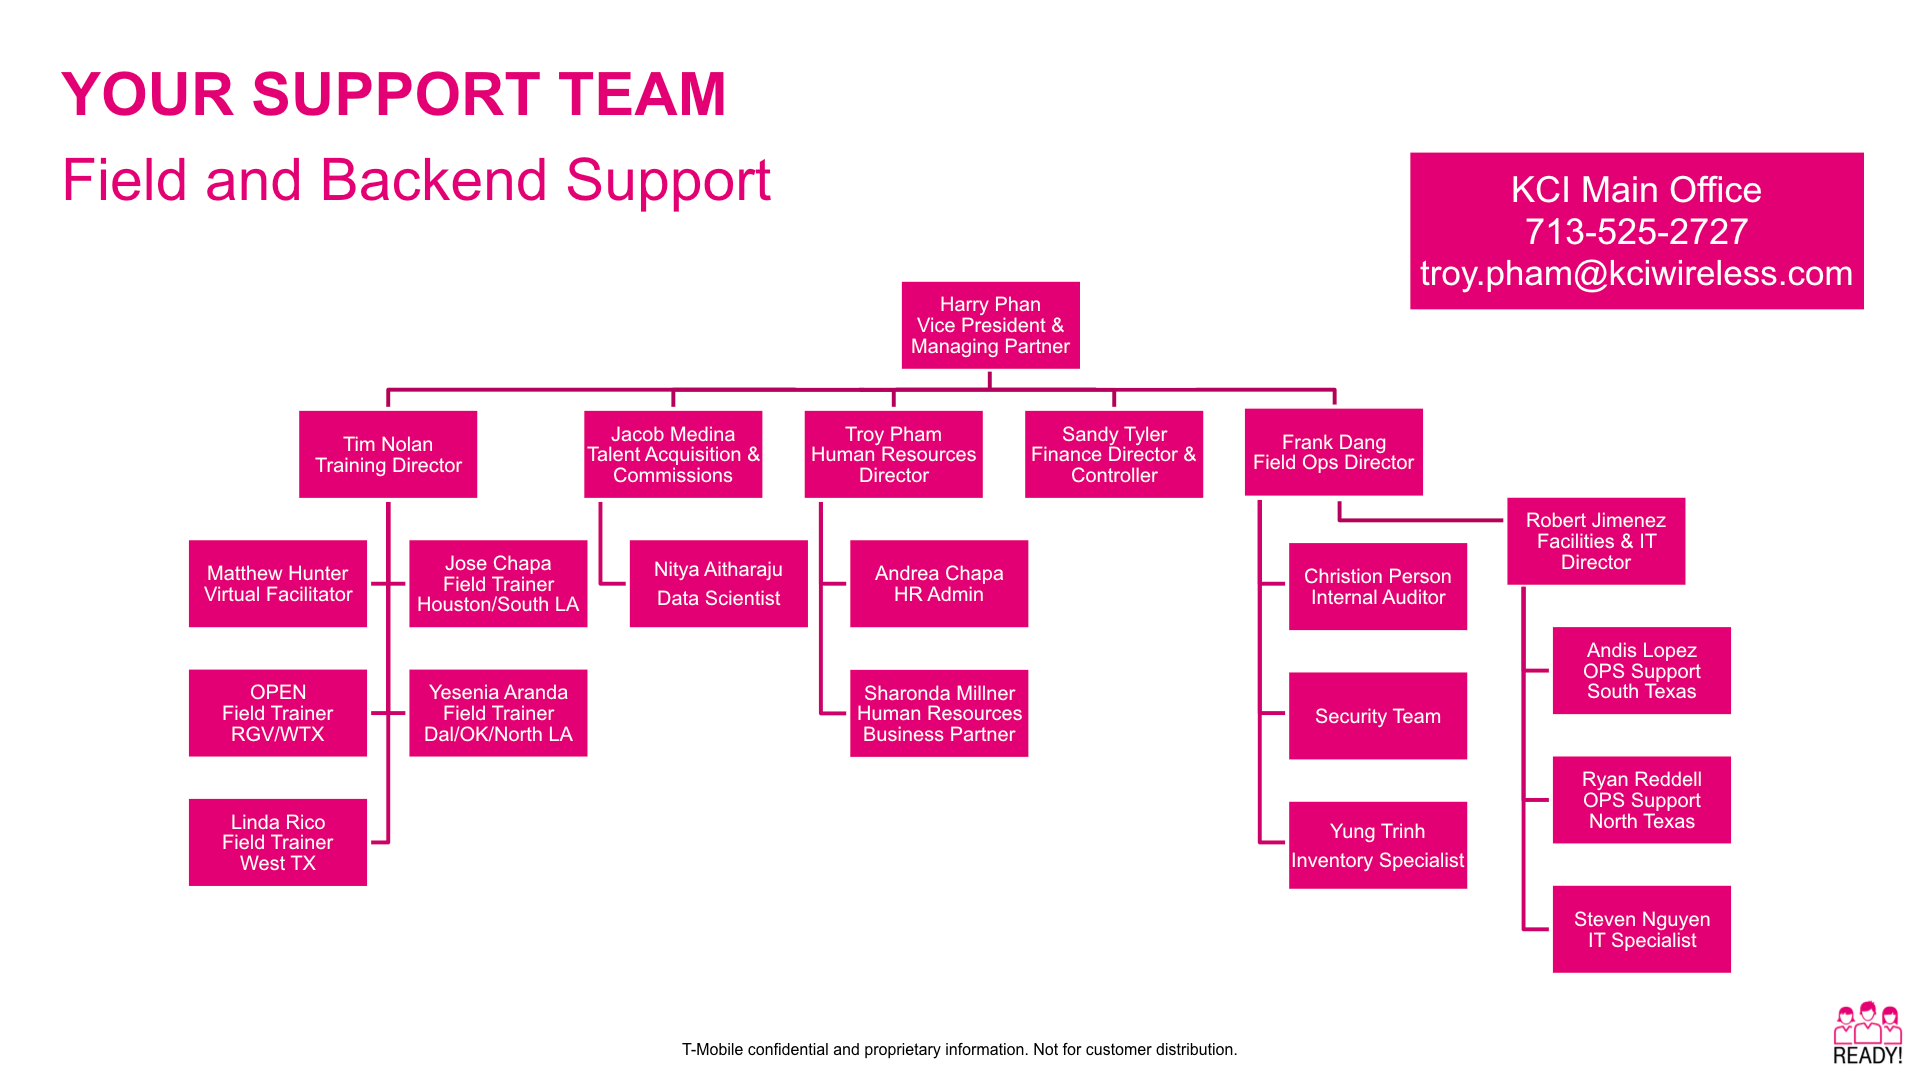 YOUR SUPPORT TEAM
Field and Backend Support
KCI Main Office
713-525-2727
troy.pham@kciwireless.com
Harry Phan
Vice President &
Managing Partner
Tim Nolan
Training Director
Jacob Medina
Talent Acquisition &
Commissions
Troy Pham
Human Resources
Director
Sandy Tyler
Finance Director &
Controller
Frank Dang
Field Ops Director
Robert Jimenez
Facilities & IT
Director
Matthew Hunter
Virtual Facilitator
Jose Chapa
Field Trainer
Houston/South LA
Nitya Aitharaju
Data Scientist
Andrea Chapa
HR Admin
Christion Person
Internal Auditor
Andis Lopez
OPS Support
South Texas
OPEN
Field Trainer
RGV/WTX
Yesenia Aranda
Field Trainer
Dal/OK/North LA
Sharonda Millner
Human Resources
Business Partner
Security Team
Ryan Reddell
OPS Support
North Texas
Linda Rico
Field Trainer
West TX
Yung Trinh
Inventory Specialist
Steven Nguyen
IT Specialist
T-Mobile confidential and proprietary information. Not for customer distribution.
READY!